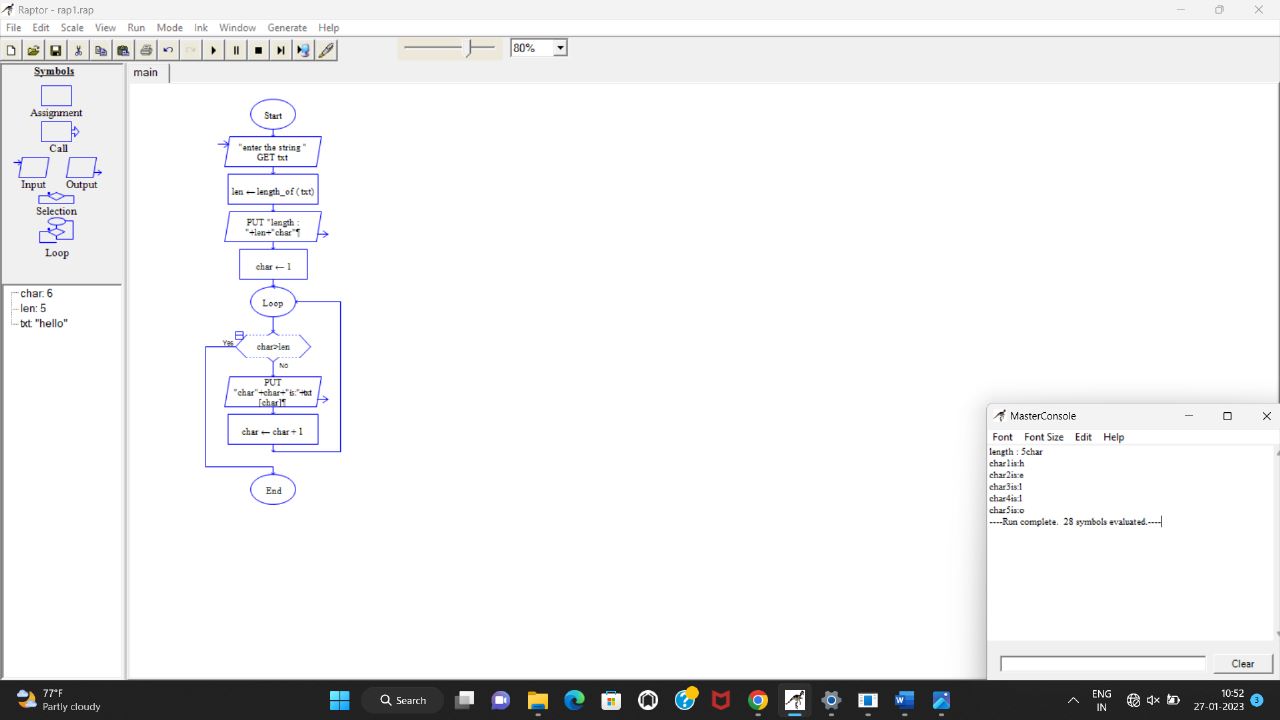 Raptor - rap1.rap
File Edit Scale View Run Mode Ink Window Generate Help
80%
Symbols
Assignment
Call
Input Output
Selection
Loop
char: 6
len: 5
txt: "hello"
main
Start
"enter the string "
GET txt
len ← length_of ( txt)
PUT "length :
"+len+"char"¶
char ← 1
Loop
Yes
char>len
No
PUT
"char"+char+"is:"+txt
[char]¶
char ← char + 1
End
MasterConsole
Font Font Size Edit Help
length : 5char
char1is:h
char2is:e
char3is:l
char4is:l
char5is:o
----Run complete.  28 symbols evaluated.----
Clear
77°F
Partly cloudy
Search
ENG
IN
10:52
27-01-2023
3